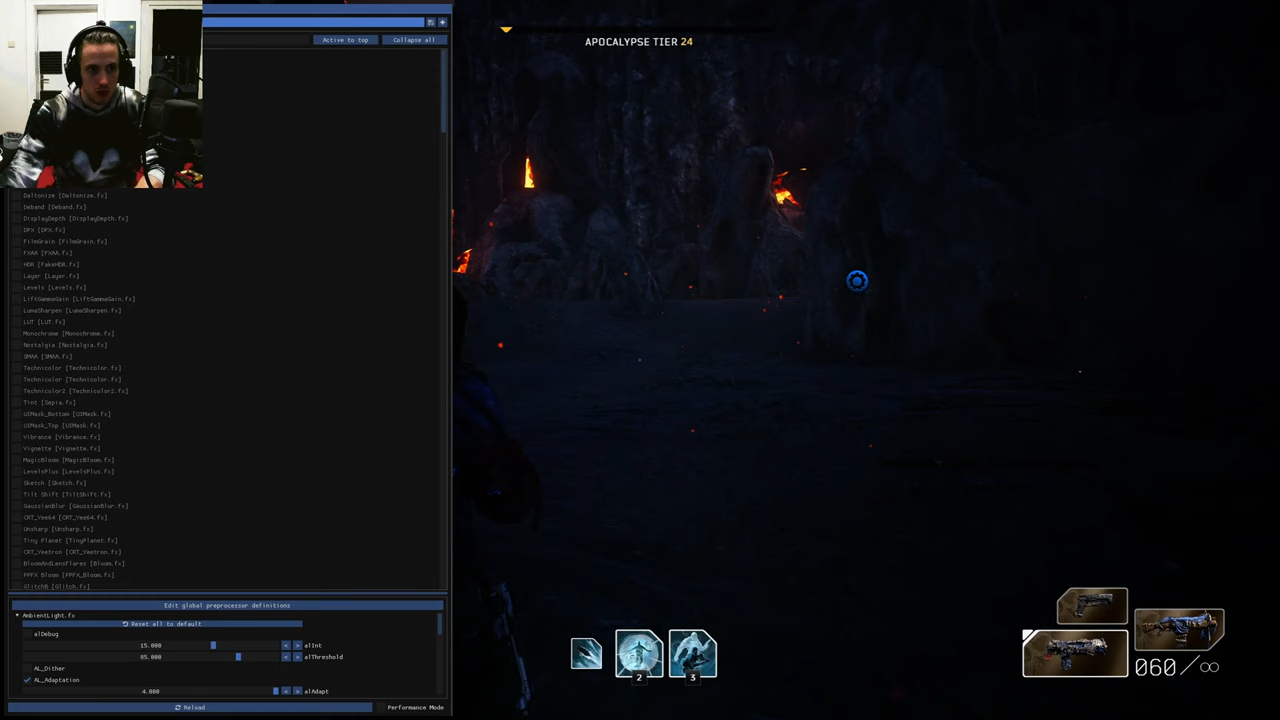 Active to top
Collapse all
APOCALYPSE TIER 24
Daltonize [Daltonize.fx]
Deband [Deband.fx]
DisplayDepth [DisplayDepth.fx]
DPX [DPX.fx]
FilmGrain [FilmGrain.fx]
FXAA [FXAA.fx]
HDR [FakeHDR.fx]
Layer [Layer.fx]
Levels [Levels.fx]
LiftGammaGain [LiftGammaGain.fx]
LumaSharpen [LumaSharpen.fx]
LUT [LUT.fx]
Monochrome [Monochrome.fx]
Nostalgia [Nostalgia.fx]
SMAA [SMAA.fx]
Technicolor [Technicolor.fx]
Technicolor [Technicolor.fx]
Technicolor2 [Technicolor2.fx]
Tint [Sepia.fx]
UIMask_Bottom [UIMask.fx]
UIMask_Top [UIMask.fx]
Vibrance [Vibrance.fx]
Vignette [Vignette.fx]
MagicBloom [MagicBloom.fx]
LevelsPlus [LevelsPlus.fx]
Sketch [Sketch.fx]
Tilt Shift [TiltShift.fx]
GaussianBlur [GaussianBlur.fx]
CRT_Yee64 [CRT_Yee64.fx]
Unsharp [Unsharp.fx]
Tiny Planet [TinyPlanet.fx]
CRT_Yeetron [CRT_Yeetron.fx]
BloomAndLensFlares [Bloom.fx]
PPFX Bloom [PPFX_Bloom.fx]
GlitchB [Glitch.fx]
Edit global preprocessor definitions
AmbientLight.fx
Reset all to default
alDebug
15.000 < > alInt
85.000 < > alThreshold
AL_Dither
AL_Adaptation
4.000 < > alAdapt
Reload
Performance Mode
2
3
060/∞